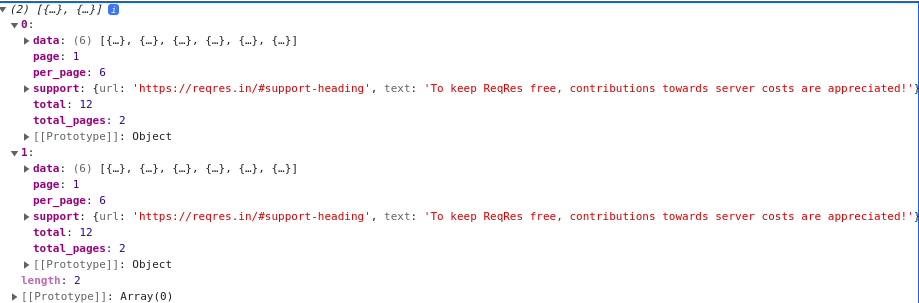 (2) [{…}, {…}] i
0:
data: (6) [{…}, {…}, {…}, {…}, {…}, {…}]
page: 1
per_page: 6
support: {url: 'https://reqres.in/#support-heading', text: 'To keep ReqRes free, contributions towards server costs are appreciated!'}
total: 12
total_pages: 2
[[Prototype]]: Object
1:
data: (6) [{…}, {…}, {…}, {…}, {…}, {…}]
page: 1
per_page: 6
support: {url: 'https://reqres.in/#support-heading', text: 'To keep ReqRes free, contributions towards server costs are appreciated!'}
total: 12
total_pages: 2
[[Prototype]]: Object
length: 2
[[Prototype]]: Array(0)